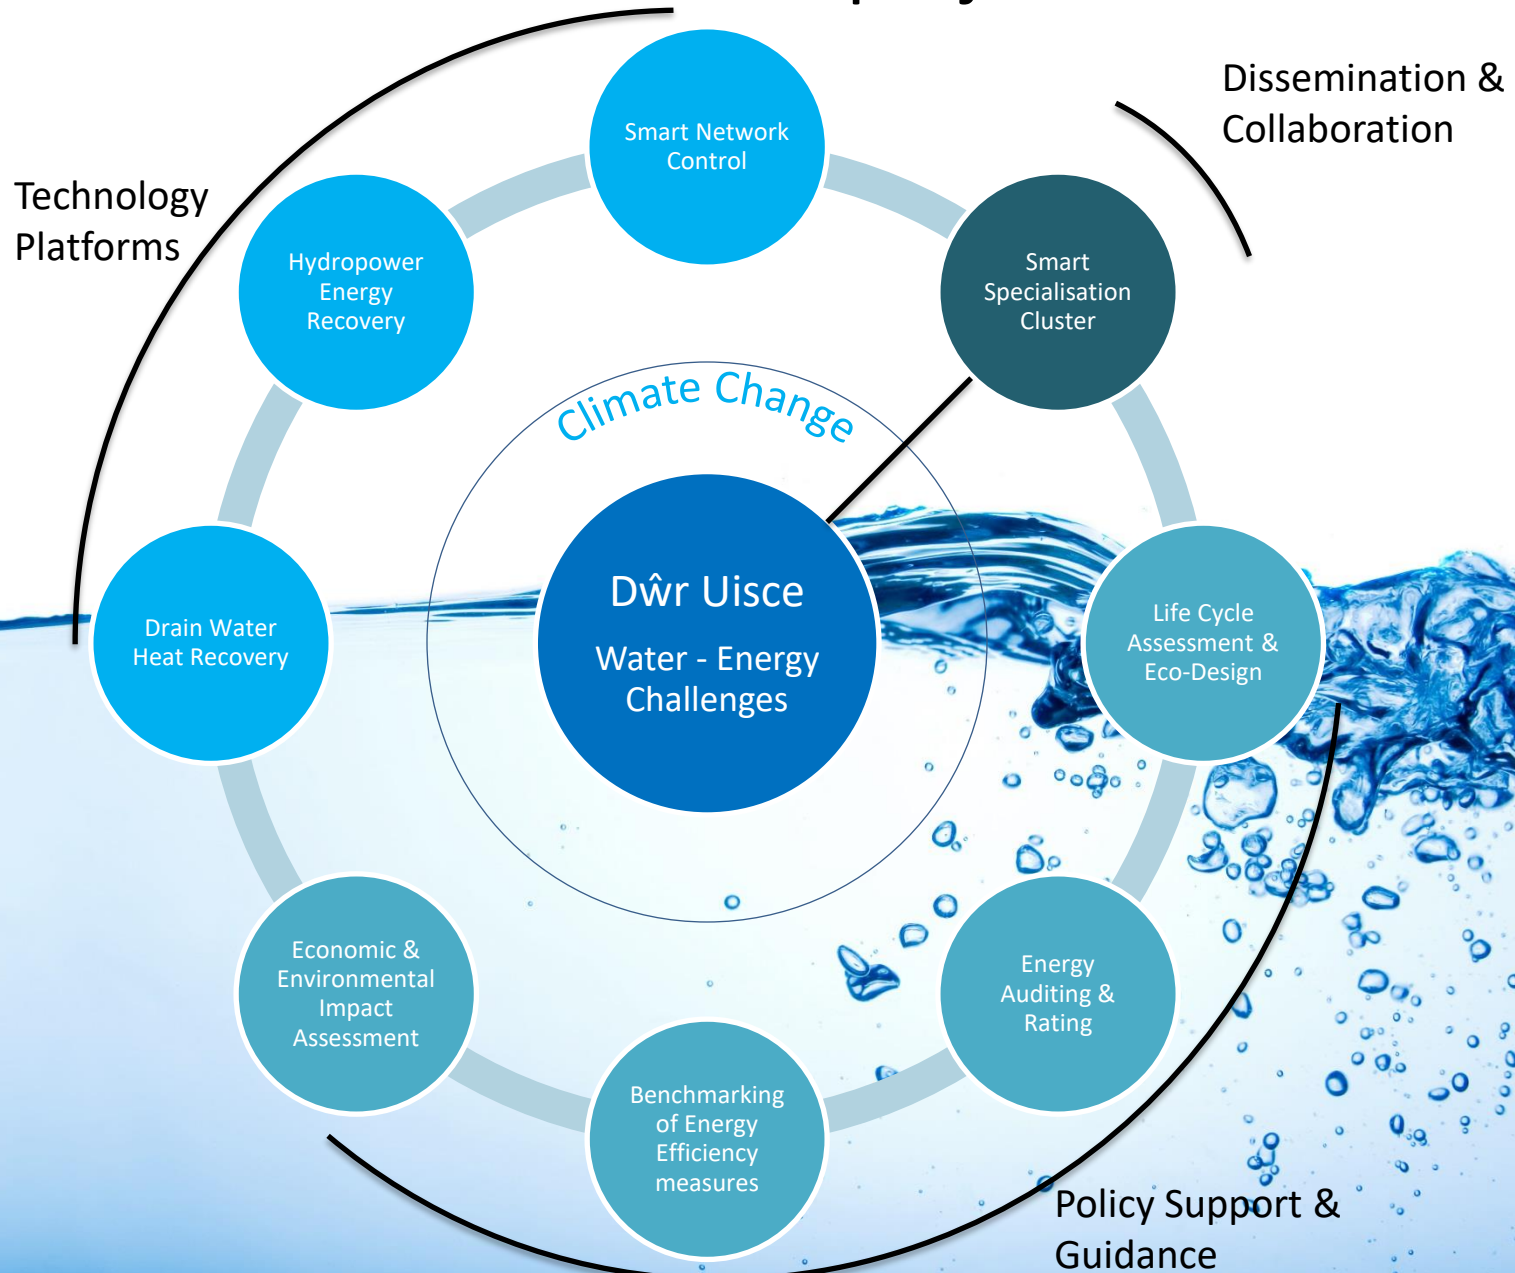 Dissemination &
Collaboration
Technology
Platforms
Smart Network
Control
Hydropower
Energy
Recovery
Smart
Specialisation
Cluster
Climate Change
Dŵr Uisce
Water - Energy
Challenges
Drain Water
Heat Recovery
Life Cycle
Assessment &
Eco-Design
Economic &
Environmental
Impact
Assessment
Energy
Auditing &
Rating
Benchmarking
of Energy
Efficiency
measures
Policy Support &
Guidance